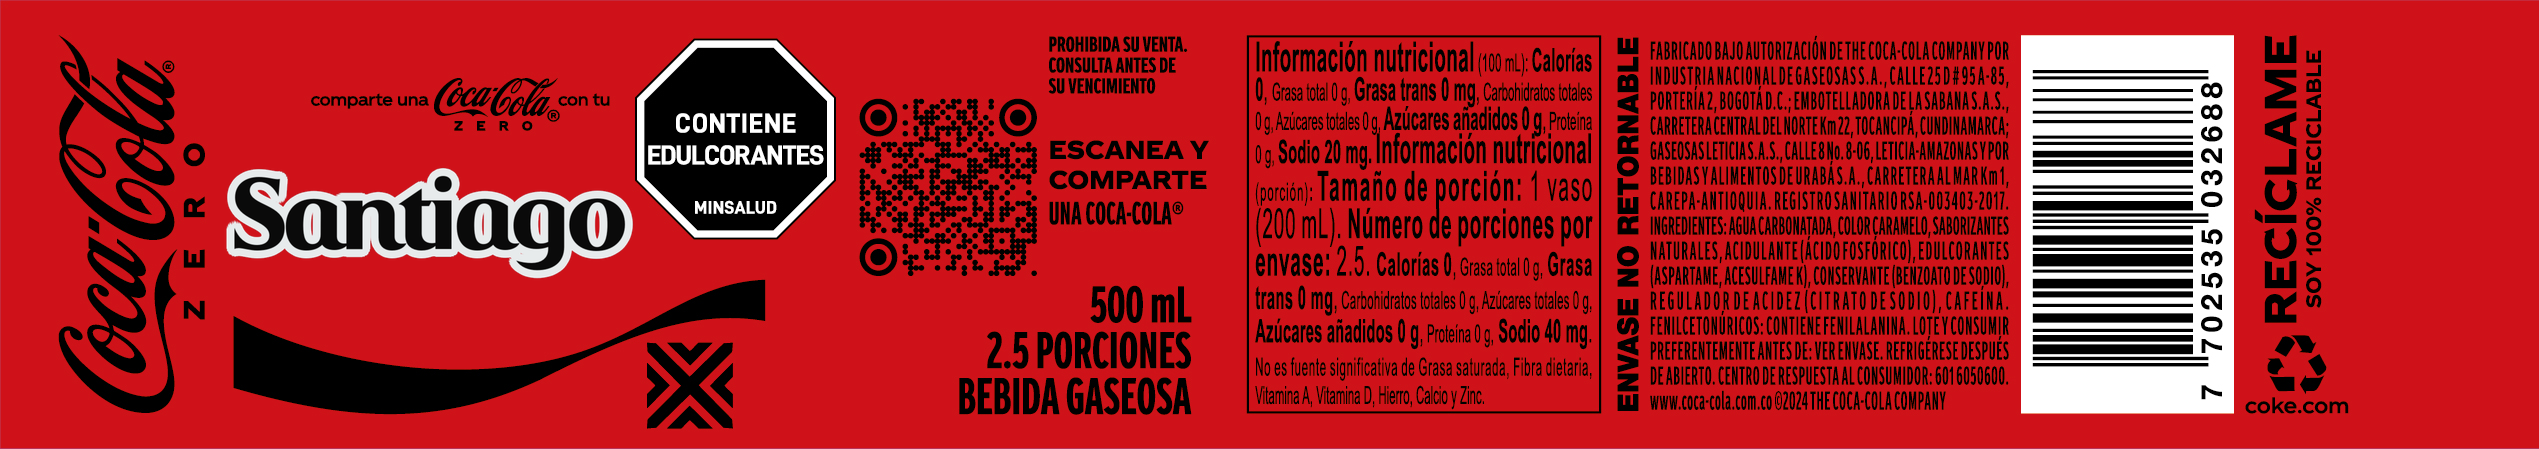 Coca-Cola®
ZERO
comparte una Coca-Cola® con tu
ZERO
Santiago
CONTIENE
EDULCORANTES
MINSALUD
PROHIBIDA SU VENTA.
CONSULTA ANTES DE
SU VENCIMIENTO
ESCANEA Y
COMPARTE
UNA COCA-COLA®
500 mL
2.5 PORCIONES
BEBIDA GASEOSA
Información nutricional (100 mL): Calorías
0, Grasa total 0 g, Grasa trans 0 mg, Carbohidratos totales
0 g, Azúcares totales 0 g, Azúcares añadidos 0 g, Proteína
0 g, Sodio 20 mg. Información nutricional
(porción): Tamaño de porción: 1 vaso
(200 mL). Número de porciones por
envase: 2.5. Calorías 0, Grasa total 0 g, Grasa
trans 0 mg, Carbohidratos totales 0 g, Azúcares totales 0 g,
Azúcares añadidos 0 g, Proteína 0 g, Sodio 40 mg.
No es fuente significativa de Grasa saturada, Fibra dietaria,
Vitamina A, Vitamina D, Hierro, Calcio y Zinc.
ENVASE NO RETORNABLE
FABRICADO BAJO AUTORIZACIÓN DE THE COCA-COLA COMPANY POR
INDUSTRIA NACIONAL DE GASEOSAS S.A., CALLE 25 D # 95 A-85,
PORTERÍA 2, BOGOTÁ D.C.; EMBOTELLADORA DE LA SABANA S.A.S.,
CARRETERA CENTRAL DEL NORTE Km 22, TOCANCIPÁ, CUNDINAMARCA;
GASEOSAS LETICIA S.A.S., CALLE 8 No. 8-06, LETICIA-AMAZONAS Y POR
BEBIDAS Y ALIMENTOS DE URABÁ S.A., CARRETERA AL MAR Km 1,
CAREPA-ANTIOQUIA. REGISTRO SANITARIO RSA-003403-2017.
INGREDIENTES: AGUA CARBONATADA, COLOR CARAMELO, SABORIZANTES
NATURALES, ACIDULANTE (ÁCIDO FOSFÓRICO), EDULCORANTES
(ASPARTAME, ACESULFAME K), CONSERVANTE (BENZOATO DE SODIO),
REGULADOR DE ACIDEZ (CITRATO DE SODIO), CAFEÍNA.
FENILCETONÚRICOS: CONTIENE FENILALANINA. LOTE Y CONSUMIR
PREFERENTEMENTE ANTES DE: VER ENVASE. REFRIGÉRESE DESPUÉS
DE ABIERTO. CENTRO DE RESPUESTA AL CONSUMIDOR: 601 6050600.
www.coca-cola.com.co ©2024 THE COCA-COLA COMPANY
7 702535 032688
RECÍCLAME
SOY 100% RECICLABLE
coke.com